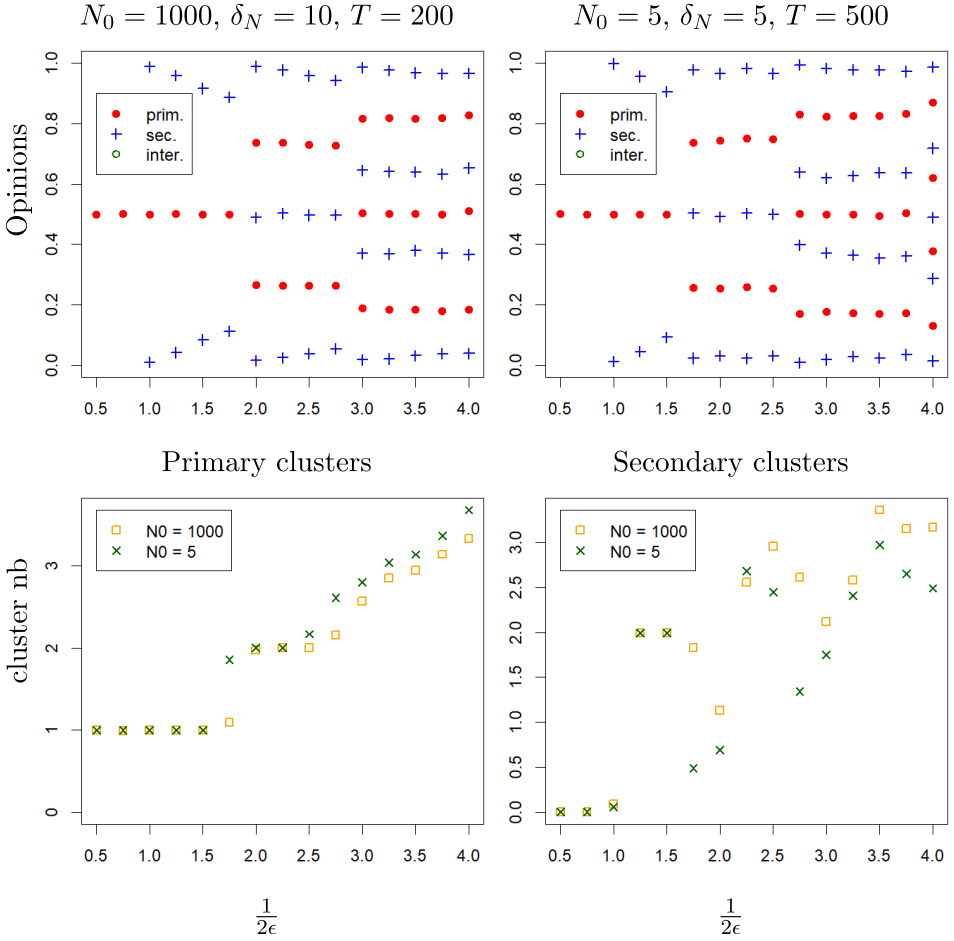 N₀ = 1000, δ_N = 10, T = 200
N₀ = 5, δ_N = 5, T = 500
Opinions
1.0
0.8
0.6
0.4
0.2
0.0
prim.
sec.
inter.
0.5 1.0 1.5 2.0 2.5 3.0 3.5 4.0
1.0
0.8
0.6
0.4
0.2
0.0
prim.
sec.
inter.
0.5 1.0 1.5 2.0 2.5 3.0 3.5 4.0
Primary clusters
Secondary clusters
cluster nb
3
2
1
0
N0 = 1000
N0 = 5
0.5 1.0 1.5 2.0 2.5 3.0 3.5 4.0
3.0
2.5
2.0
1.5
1.0
0.5
0.0
N0 = 1000
N0 = 5
0.5 1.0 1.5 2.0 2.5 3.0 3.5 4.0
1/2ϵ
1/2ϵ